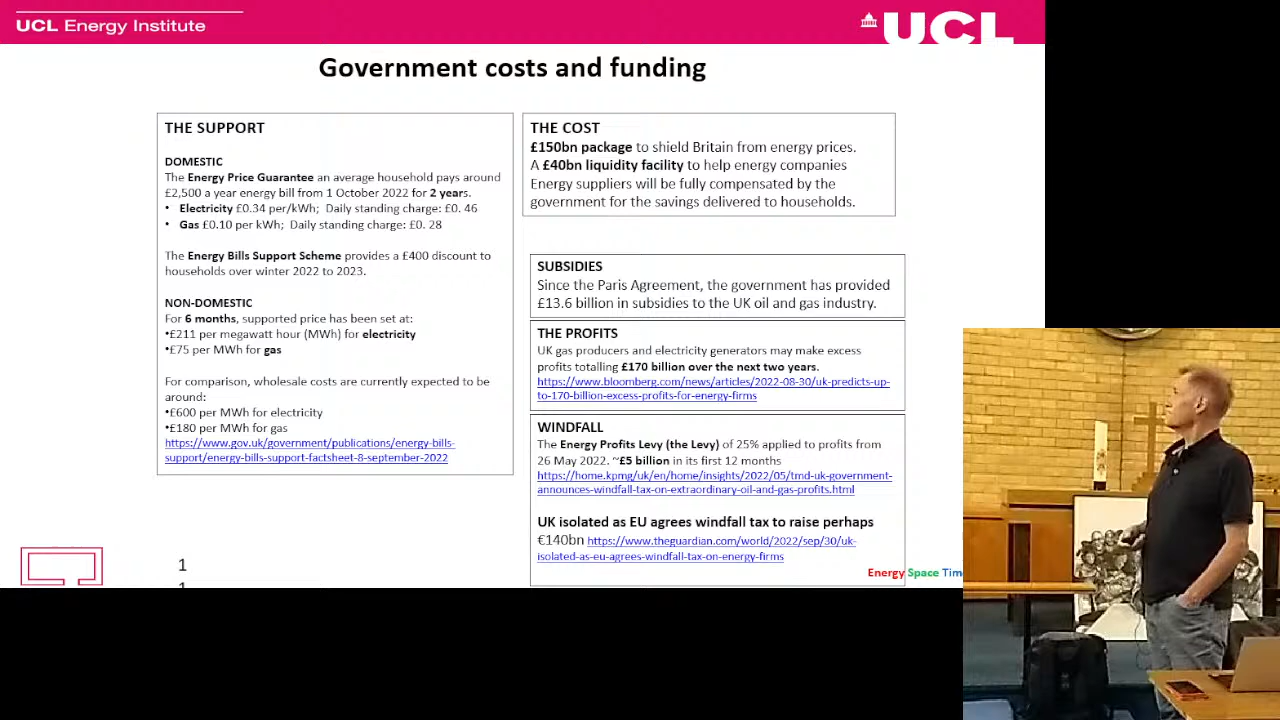 UCL Energy Institute
UCL
Government costs and funding
THE SUPPORT
DOMESTIC
The Energy Price Guarantee an average household pays around
£2,500 a year energy bill from 1 October 2022 for 2 years.
• Electricity £0.34 per/kWh; Daily standing charge: £0. 46
• Gas £0.10 per kWh; Daily standing charge: £0. 28
The Energy Bills Support Scheme provides a £400 discount to
households over winter 2022 to 2023.
NON-DOMESTIC
For 6 months, supported price has been set at:
•£211 per megawatt hour (MWh) for electricity
•£75 per MWh for gas
For comparison, wholesale costs are currently expected to be
around:
•£600 per MWh for electricity
•£180 per MWh for gas
https://www.gov.uk/government/publications/energy-bills-
support/energy-bills-support-factsheet-8-september-2022
THE COST
£150bn package to shield Britain from energy prices.
A £40bn liquidity facility to help energy companies
Energy suppliers will be fully compensated by the
government for the savings delivered to households.
SUBSIDIES
Since the Paris Agreement, the government has provided
£13.6 billion in subsidies to the UK oil and gas industry.
THE PROFITS
UK gas producers and electricity generators may make excess
profits totalling £170 billion over the next two years.
https://www.bloomberg.com/news/articles/2022-08-30/uk-predicts-up-
to-170-billion-excess-profits-for-energy-firms
WINDFALL
The Energy Profits Levy (the Levy) of 25% applied to profits from
26 May 2022. ~£5 billion in its first 12 months
https://home.kpmg/uk/en/home/insights/2022/05/tmd-uk-government-
announces-windfall-tax-on-extraordinary-oil-and-gas-profits.html
UK isolated as EU agrees windfall tax to raise perhaps
€140bn https://www.theguardian.com/world/2022/sep/30/uk-
isolated-as-eu-agrees-windfall-tax-on-energy-firms
Energy Space Time
1
1